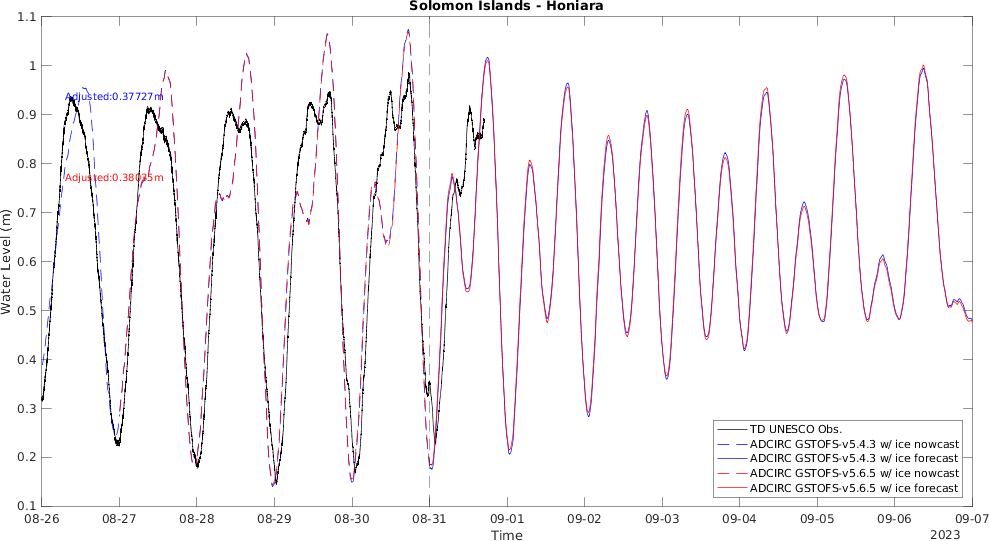 Solomon Islands - Honiara
1.1
1
0.9
0.8
0.7
0.6
0.5
0.4
0.3
0.2
0.1
Water Level (m)
Adjusted:0.37727m
Adjusted:0.38035m
TD UNESCO Obs.
ADCIRC GSTOFS-v5.4.3 w/ ice nowcast
ADCIRC GSTOFS-v5.4.3 w/ ice forecast
ADCIRC GSTOFS-v5.6.5 w/ ice nowcast
ADCIRC GSTOFS-v5.6.5 w/ ice forecast
08-26 08-27 08-28 08-29 08-30 08-31 09-01 09-02 09-03 09-04 09-05 09-06 09-07
Time
2023